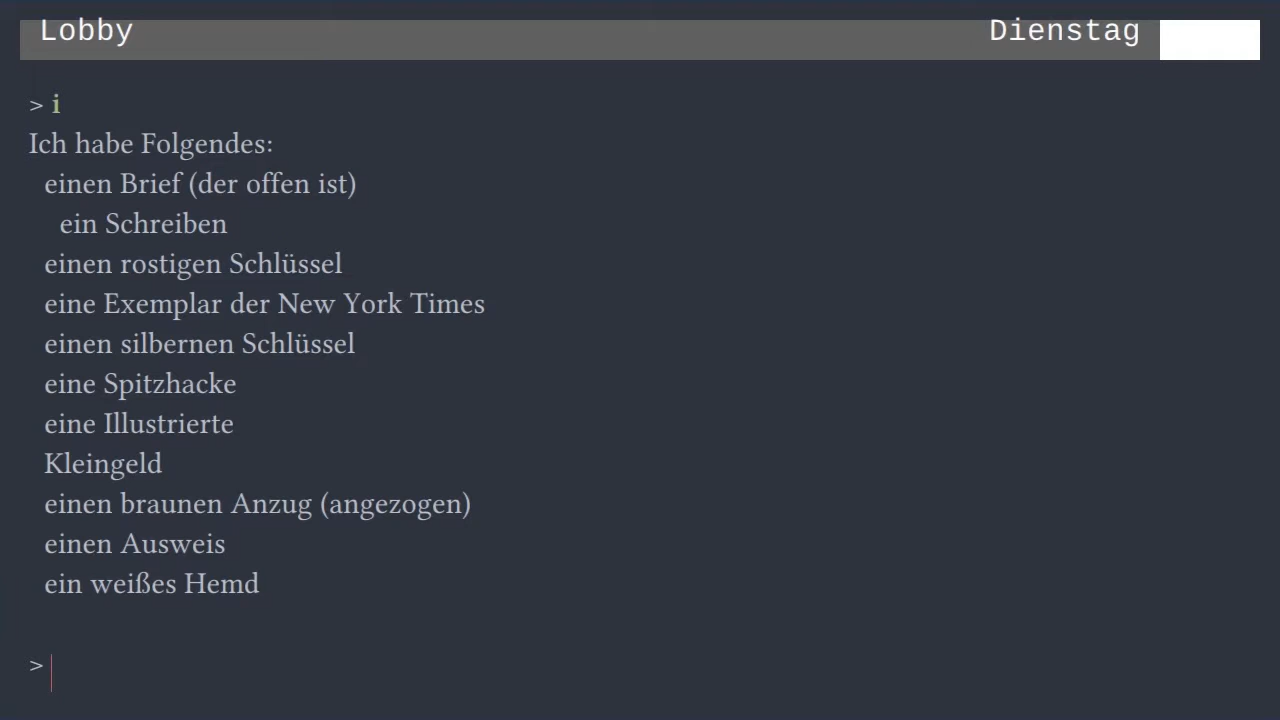 Lobby Dienstag
> i
Ich habe Folgendes:
einen Brief (der offen ist)
ein Schreiben
einen rostigen Schlüssel
eine Exemplar der New York Times
einen silbernen Schlüssel
eine Spitzhacke
eine Illustrierte
Kleingeld
einen braunen Anzug (angezogen)
einen Ausweis
ein weißes Hemd
>